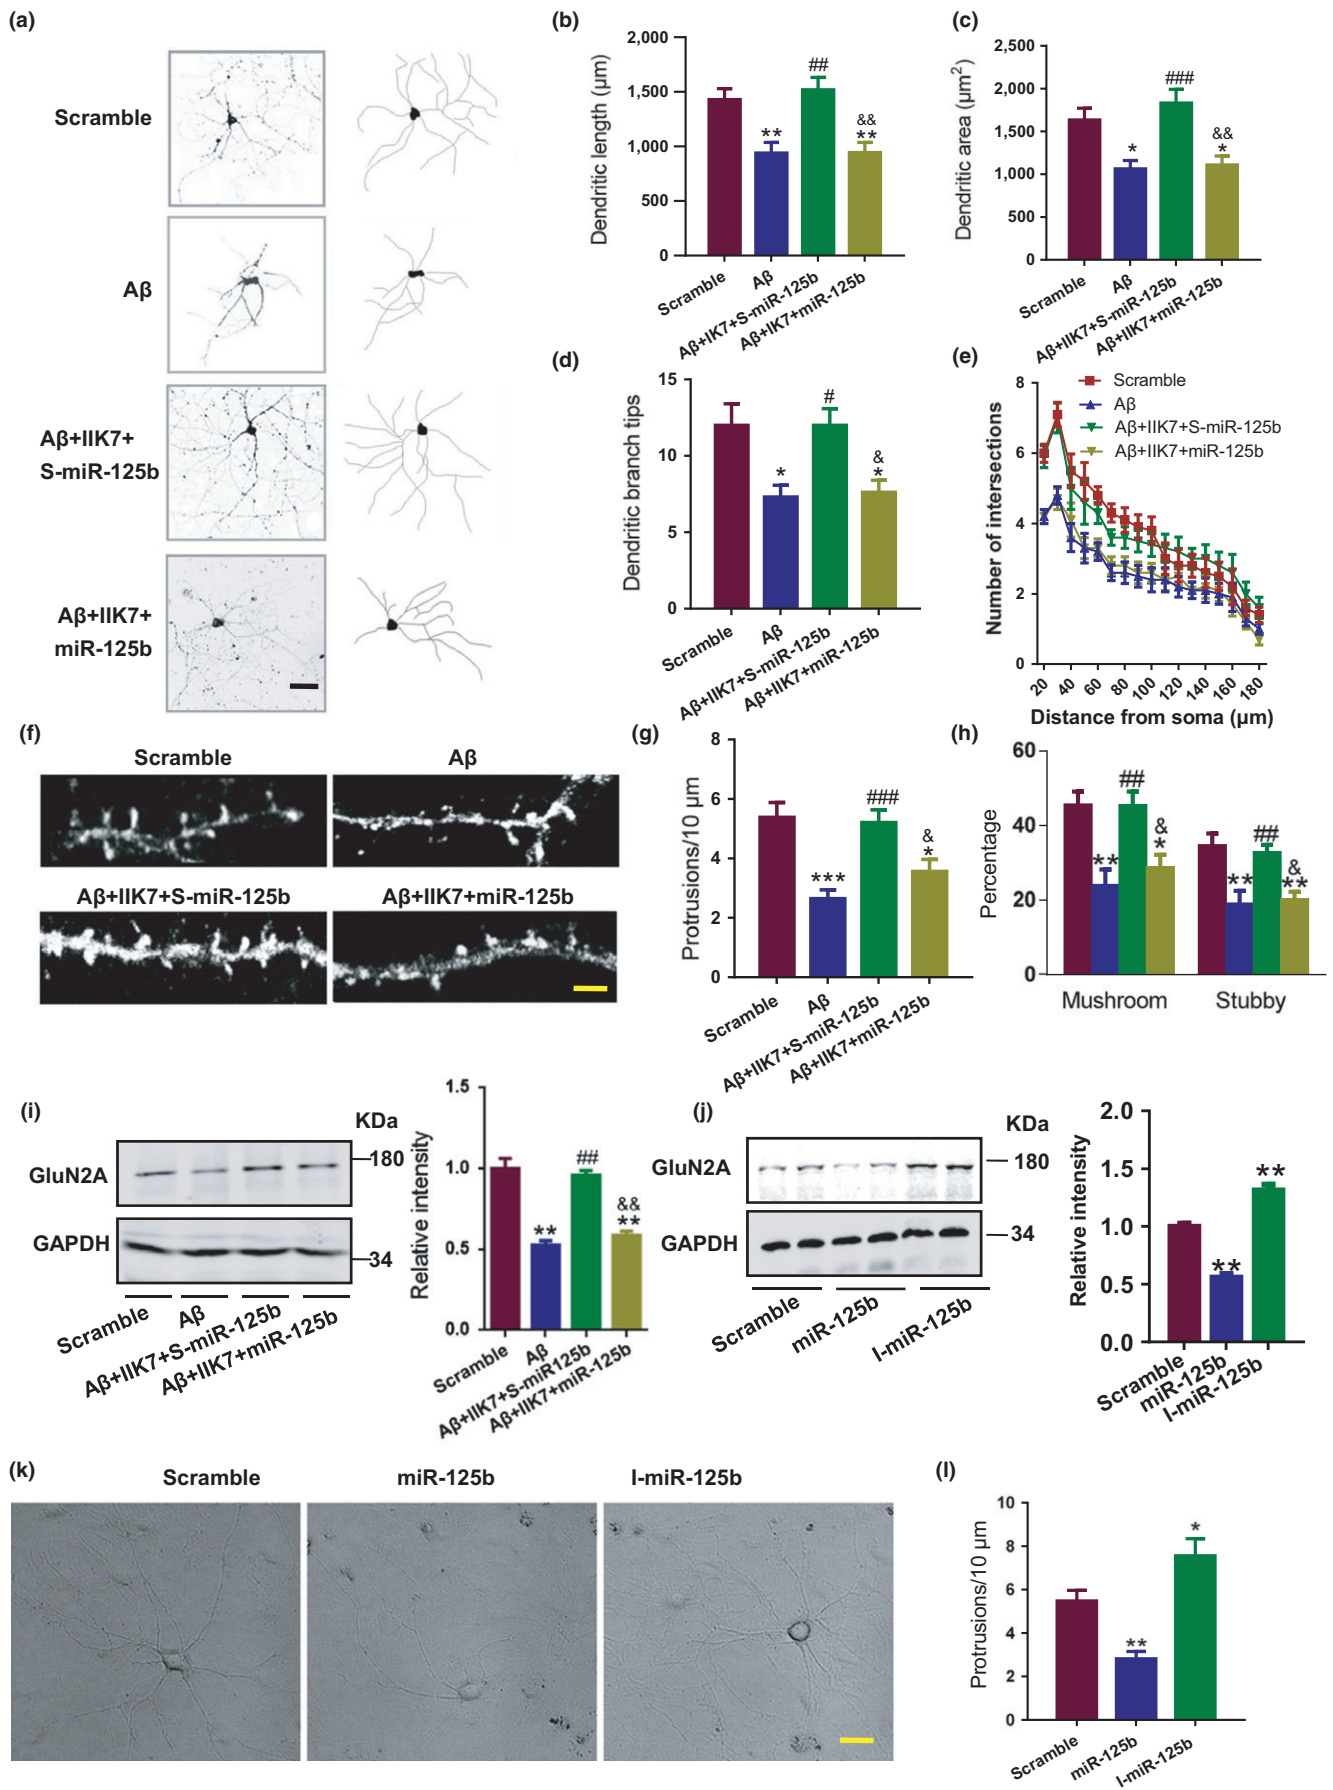 (a)
Scramble
Aβ
Aβ+IIK7+
S-miR-125b
Aβ+IIK7+
miR-125b
(b)
Dendritic length (µm)
2,000
1,500
1,000
500
0
**
##
&&
**
Scramble
Aβ
Aβ+IK7+S-miR-125b
Aβ+IK7+miR-125b
(c)
Dendritic area (µm²)
2,500
2,000
1,500
1,000
500
0
*
###
&&
*
Scramble
Aβ
Aβ+IIK7+S-miR-125b
Aβ+IIK7+miR-125b
(d)
Dendritic branch tips
15
10
5
0
*
#
&
*
Scramble
Aβ
Aβ+IIK7+S-miR-125b
Aβ+IIK7+miR-125b
(e)
Number of intersections
8
6
4
2
0
Scramble
Aβ
Aβ+IIK7+S-miR-125b
Aβ+IIK7+miR-125b
20
40
60
80
100
120
140
160
180
Distance from soma (µm)
(f)
Scramble
Aβ
Aβ+IIK7+S-miR-125b
Aβ+IIK7+miR-125b
(g)
Protrusions/10 µm
8
6
4
2
0
***
###
&
*
Scramble
Aβ
Aβ+IIK7+S-miR-125b
Aβ+IIK7+miR-125b
(h)
Percentage
60
40
20
0
**
##
&
*
**
##
&
**
Mushroom
Stubby
(i)
KDa
GluN2A
180
GAPDH
34
Scramble
Aβ
Aβ+IIK7+S-miR-125b
Aβ+IIK7+miR-125b
Relative intensity
1.5
1.0
0.5
0.0
**
##
&&
**
Scramble
Aβ
Aβ+IIK7+S-miR125b
Aβ+IIK7+miR-125b
(j)
KDa
GluN2A
180
GAPDH
34
Scramble
miR-125b
I-miR-125b
Relative intensity
2.0
1.5
1.0
0.5
0.0
**
**
Scramble
miR-125b
I-miR-125b
(k)
Scramble
miR-125b
I-miR-125b
(l)
Protrusions/10 µm
10
8
6
4
2
0
**
*
Scramble
miR-125b
I-miR-125b